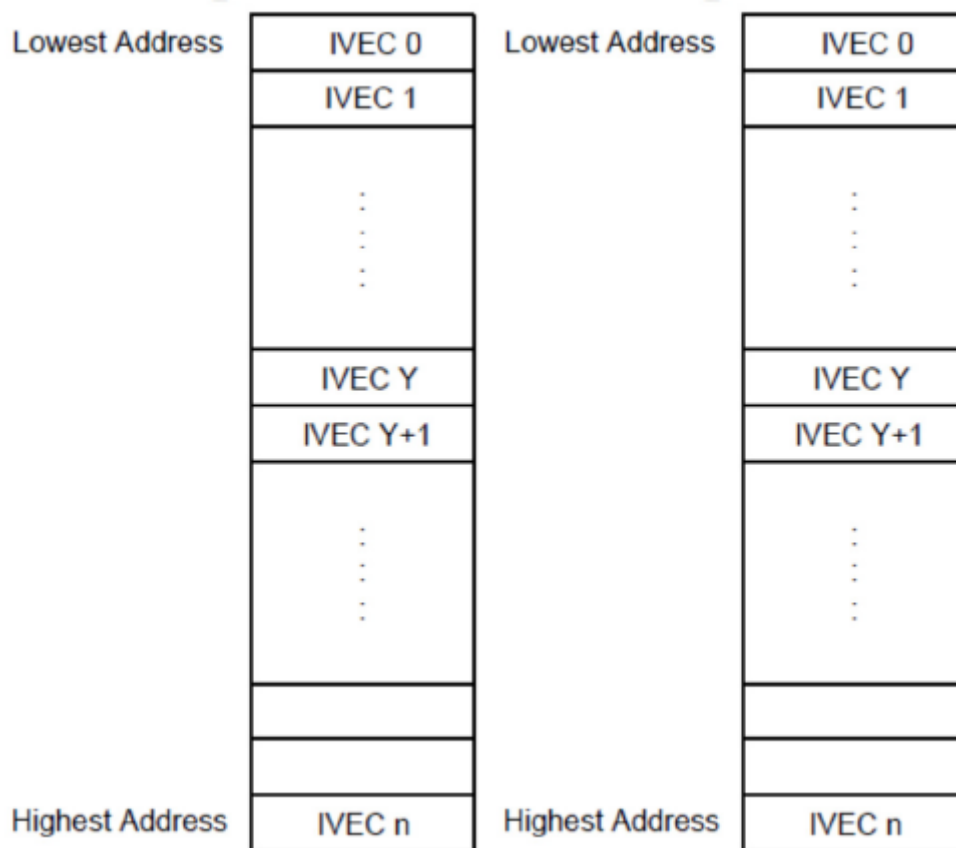 Lowest Address IVEC 0 Lowest Address IVEC 0
IVEC 1 IVEC 1
IVEC Y IVEC Y
IVEC Y+1 IVEC Y+1
Highest Address IVEC n Highest Address IVEC n